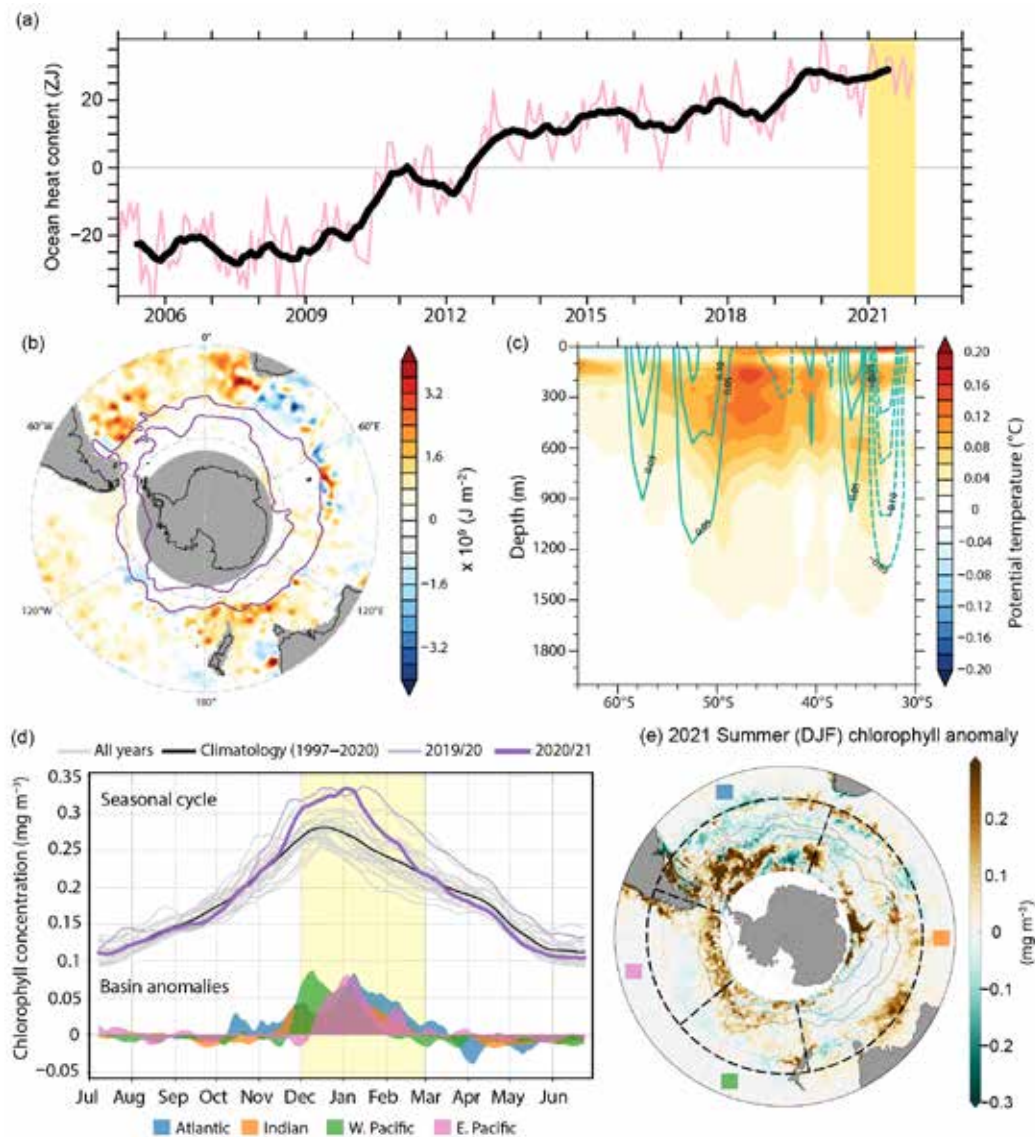 (a)
Ocean heat content (ZJ)
20
0
−20
2006 2009 2012 2015 2018 2021
(b)
0°
60°W
60°E
120°W
120°E
180°
3.2
1.6
0
−1.6
−3.2
× 10⁹ (J m⁻²)
(c)
0
300
600
900
1200
1500
1800
Depth (m)
60°S 50°S 40°S 30°S
0.20
0.16
0.12
0.08
0.04
0
−0.04
−0.08
−0.12
−0.16
−0.20
Potential temperature (°C)
(d)
All years Climatology (1997–2020) 2019/20 2020/21
Chlorophyll concentration (mg m⁻³)
0.35
0.3
0.25
0.2
0.15
0.1
0.05
0
−0.05
Seasonal cycle
Basin anomalies
Jul Aug Sep Oct Nov Dec Jan Feb Mar Apr May Jun
Atlantic Indian W. Pacific E. Pacific
(e) 2021 Summer (DJF) chlorophyll anomaly
0.2
0.1
0
−0.1
−0.2
−0.3
(mg m⁻³)